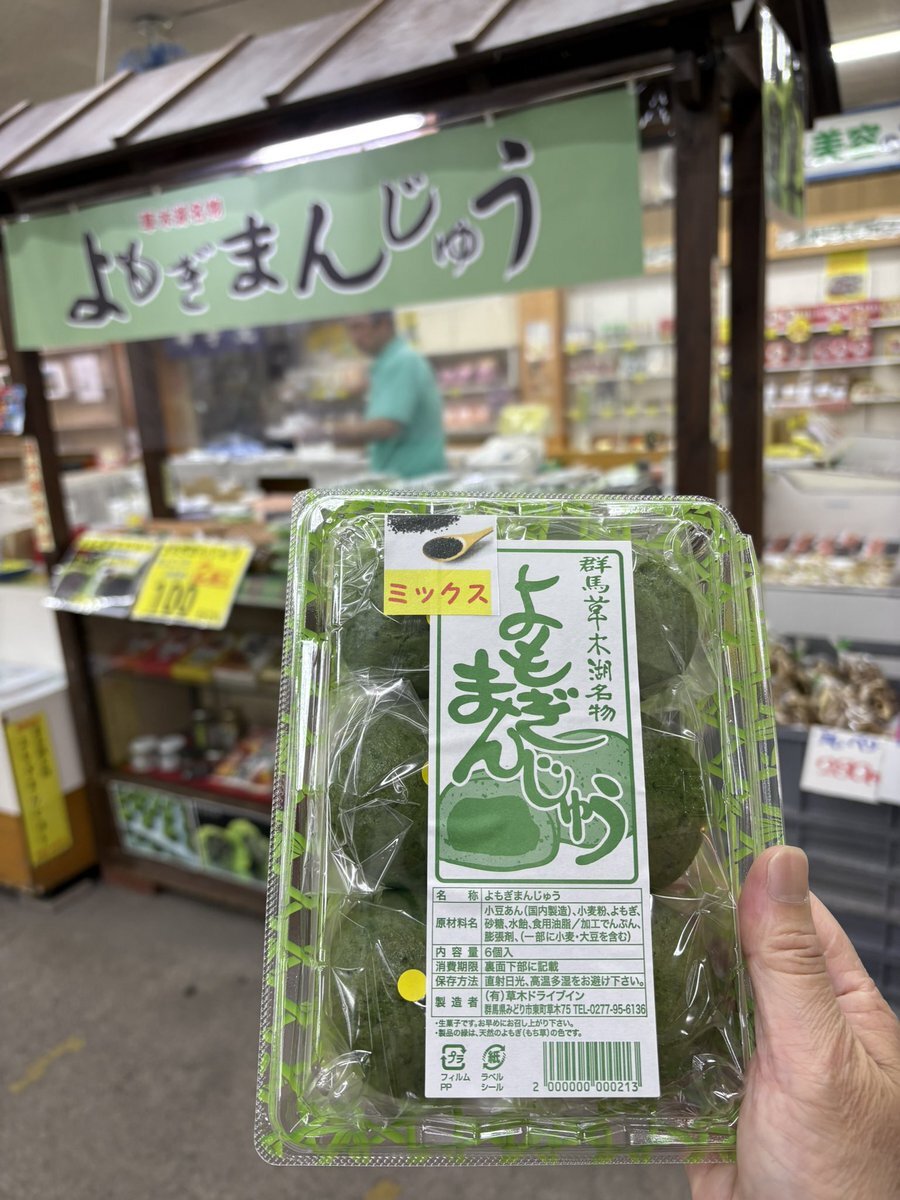 よもぎまんじゅう
美空
100
ミックス
群馬草木湖名物
よもぎ
まんじゅう
名 称 よもぎまんじゅう
原材料名 小豆あん(国内製造)、小麦粉、よもぎ、
砂糖、水飴、食用油脂/加工でんぷん、
膨張剤、(一部に小麦・大豆を含む)
内 容 量 6個入
消費期限 裏面下部に記載
保存方法 直射日光、高温多湿をお避け下さい。
製 造 者 (有)草木ドライブイン
群馬県みどり市東町草木75 TEL-0277-95-6136
・生菓子です。お早めにお召し上がり下さい。
・製品の緑は、天然のよもぎ(もち草)の色です。
プラ
フィルム
PP
紙
ラベル
シール
2 000000 000213